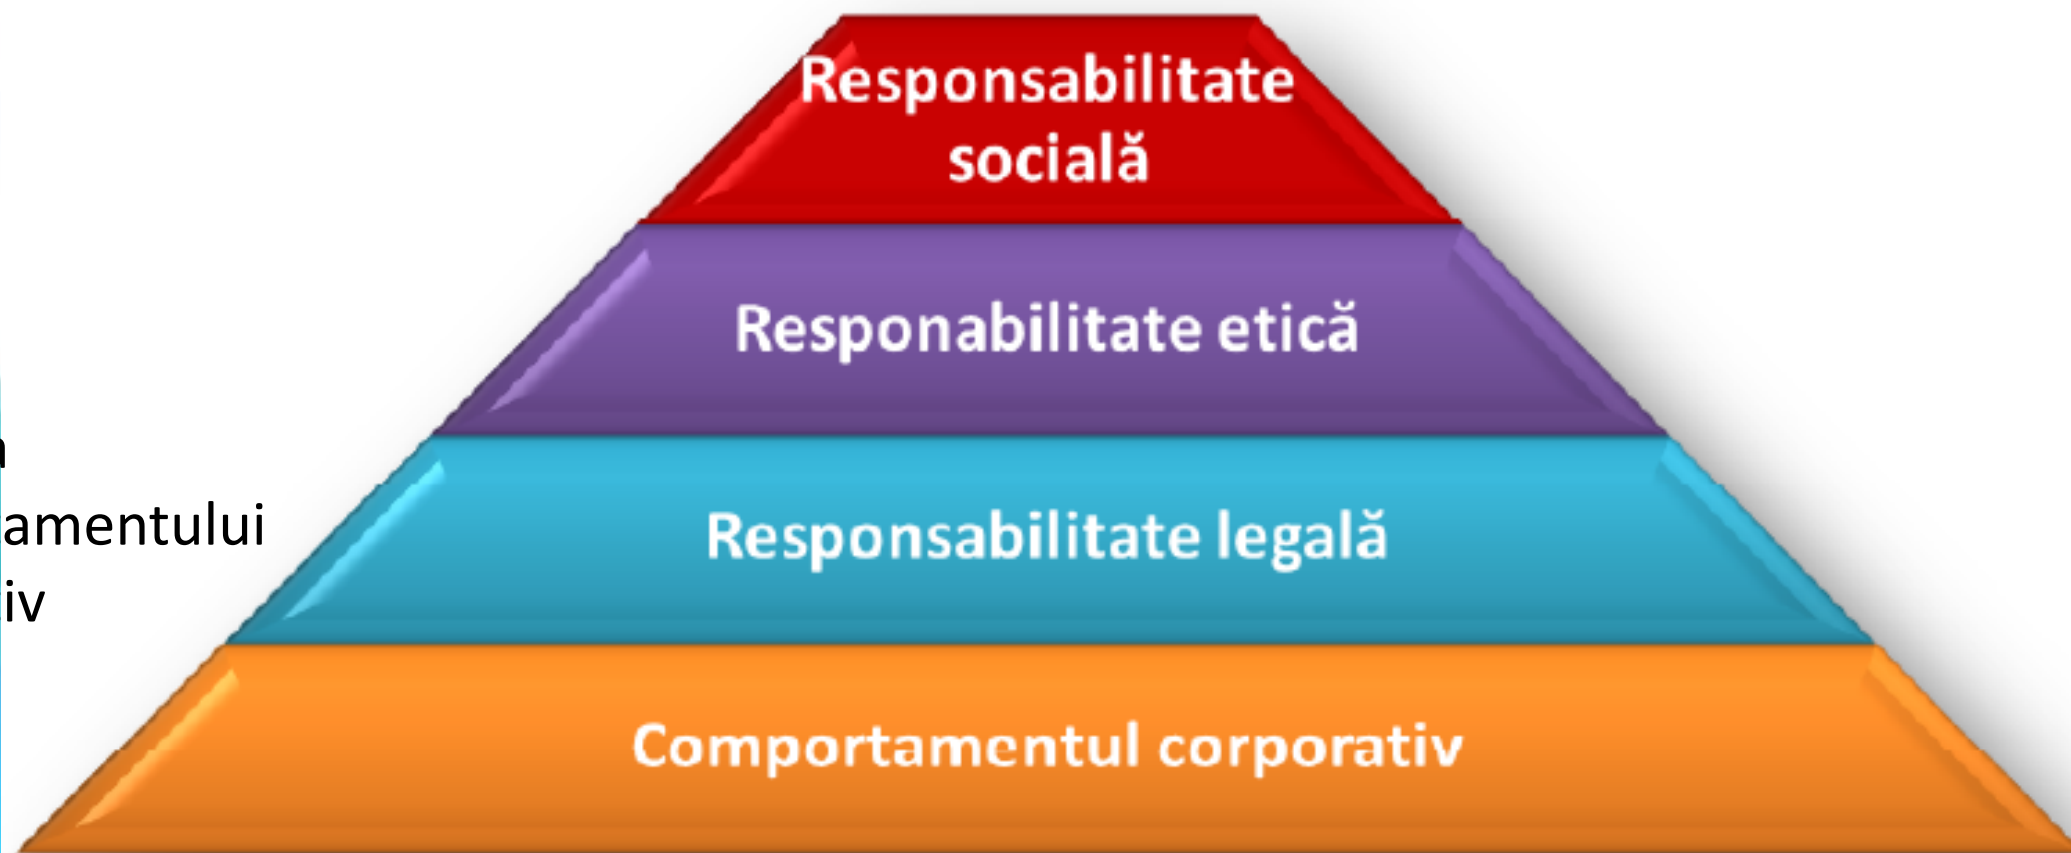 Responsabilitate
socială
Responabilitate etică
amentului
iv
Responsabilitate legală
Comportamentul corporativ